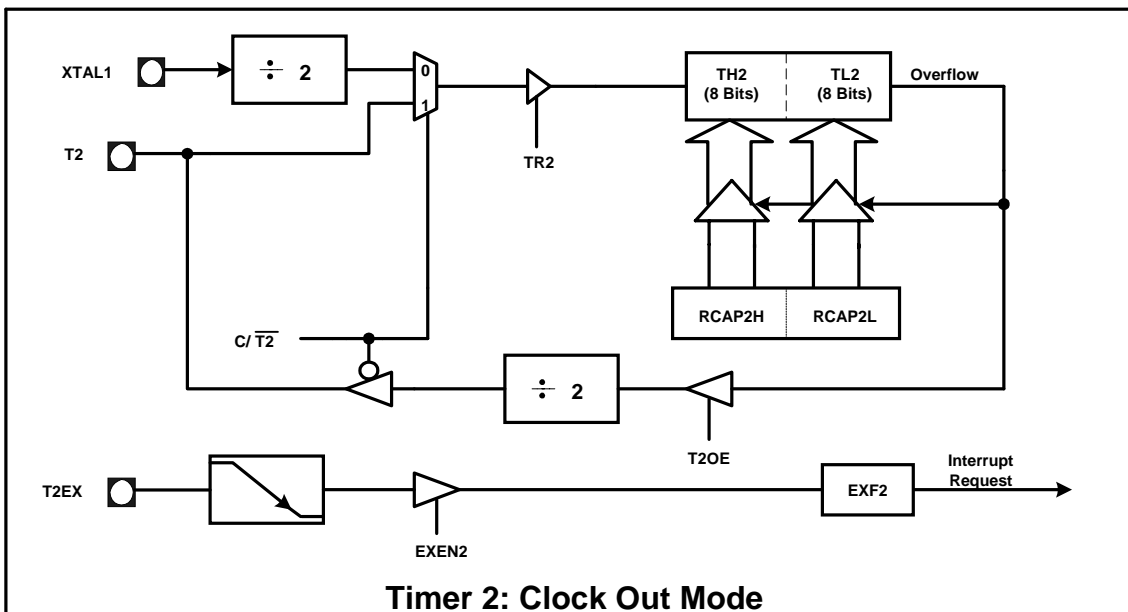 XTAL1
÷ 2
0
1
T2
TR2
TH2
(8 Bits)
TL2
(8 Bits)
Overflow
RCAP2H
RCAP2L
C/ T2
÷ 2
T2OE
T2EX
EXEN2
EXF2
Interrupt
Request
Timer 2: Clock Out Mode